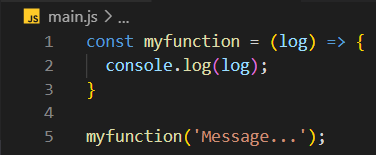 JS main.js > ...
1 const myfunction = (log) => {
2 console.log(log);
3 }
4
5 myfunction('Message...');